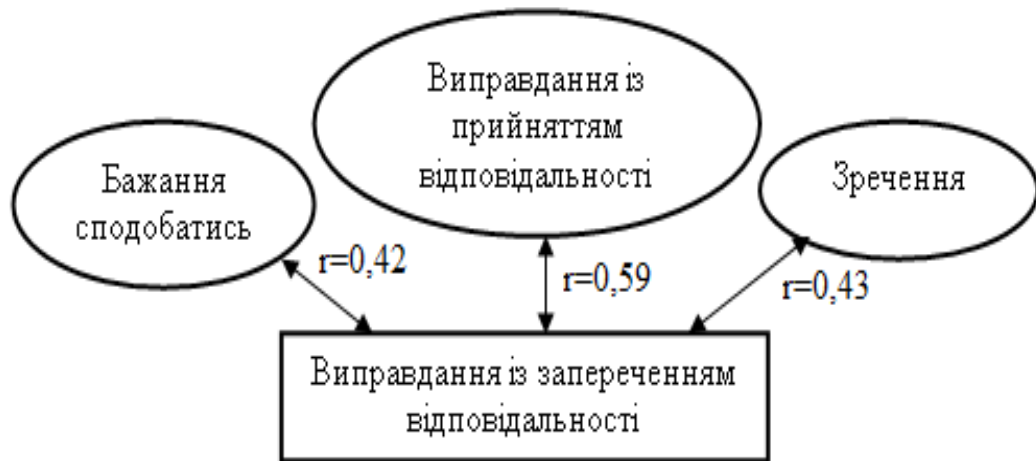 Виправдання із
прийняттям
відповідальності
Бажання
сподобатись
Зречення
r=0,42
r=0,59
r=0,43
Виправдання із запереченням
відповідальності